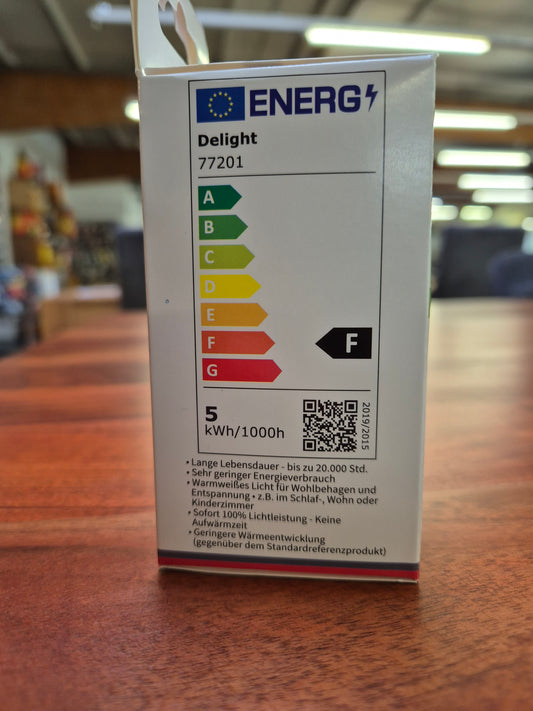 ENERG
Delight
77201
A
B
C
D
E
F
F
G
5
kWh/1000h
2019/2015
• Lange Lebensdauer - bis zu 20.000 Std.
• Sehr geringer Energieverbrauch
• Warmweißes Licht für Wohlbehagen und
Entspannung • z.B. im Schlaf-, Wohn oder
Kinderzimmer
• Sofort 100% Lichtleistung - Keine
Aufwärmzeit
• Geringere Wärmeentwicklung
(gegenüber dem Standardreferenzprodukt)